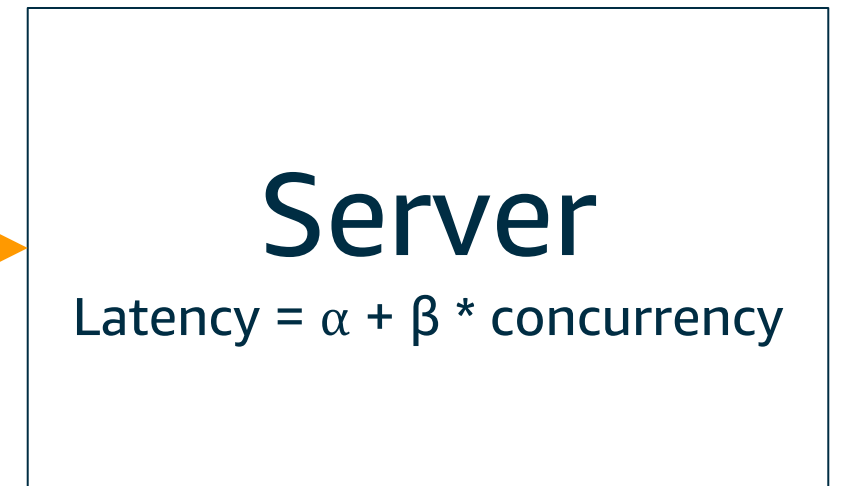 Server
Latency = α + β * concurrency